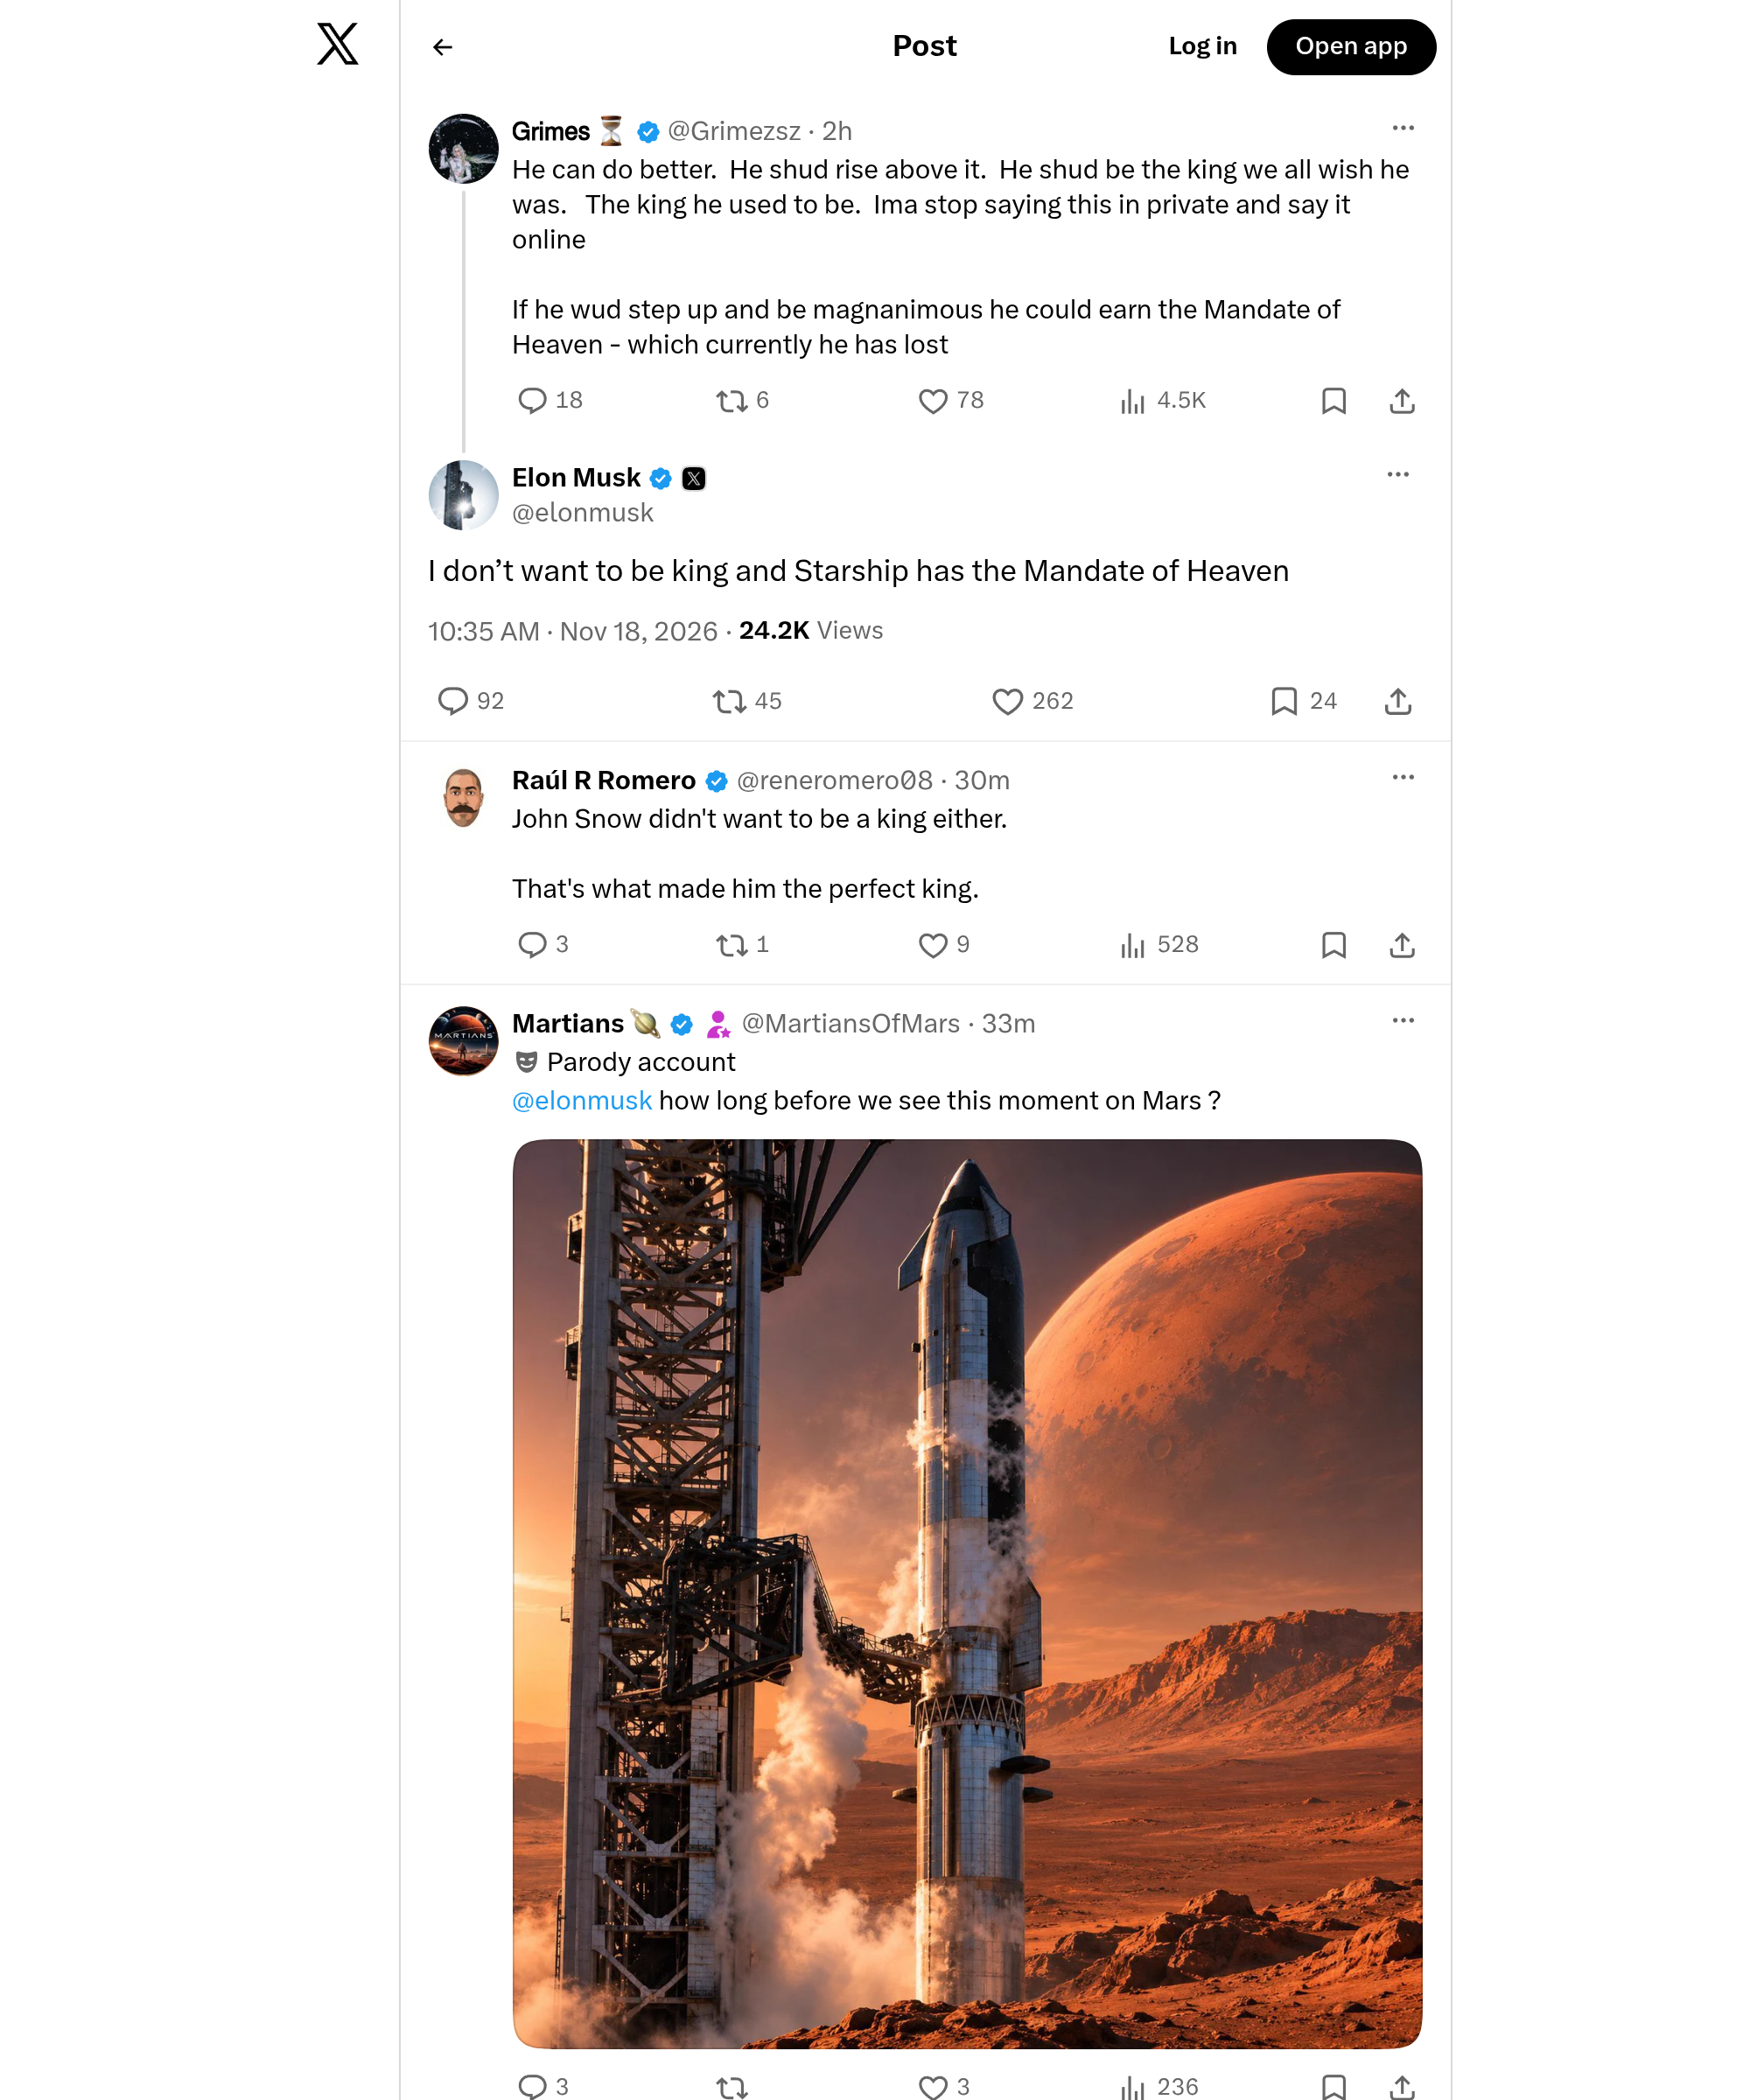 Post
Log in
Open app
Grimes ⏳ @Grimezsz · 2h
He can do better.  He shud rise above it.  He shud be the king we all wish he
was.   The king he used to be.  Ima stop saying this in private and say it
online
If he wud step up and be magnanimous he could earn the Mandate of
Heaven - which currently he has lost
18 6 78 4.5K
Elon Musk
@elonmusk
I don’t want to be king and Starship has the Mandate of Heaven
10:35 AM · Nov 18, 2026 · 24.2K Views
92 45 262 24
Raúl R Romero @reneromero08 · 30m
John Snow didn't want to be a king either.
That's what made him the perfect king.
3 1 9 528
MARTIANS
Martians 🪐 @MartiansOfMars · 33m
Parody account
@elonmusk how long before we see this moment on Mars ?
3 3 236